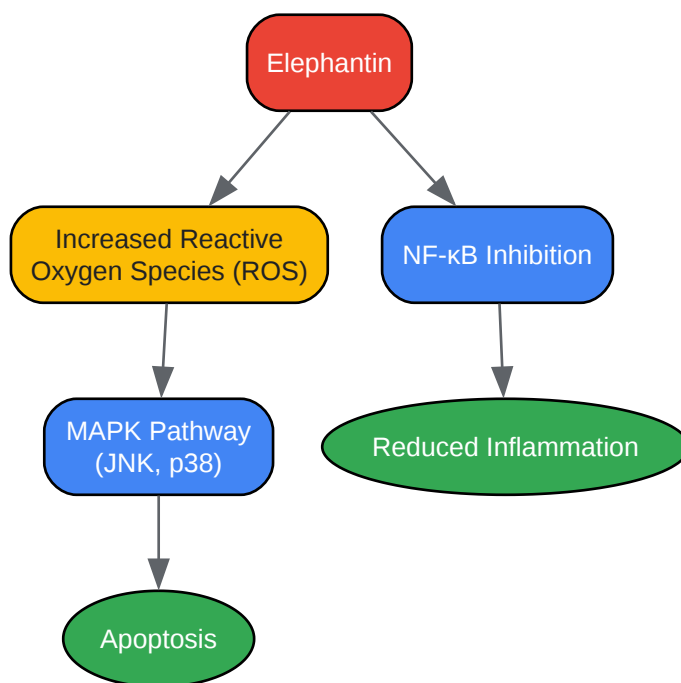 Elephantin
Increased Reactive
Oxygen Species (ROS)
NF-κB Inhibition
MAPK Pathway
(JNK, p38)
Reduced Inflammation
Apoptosis